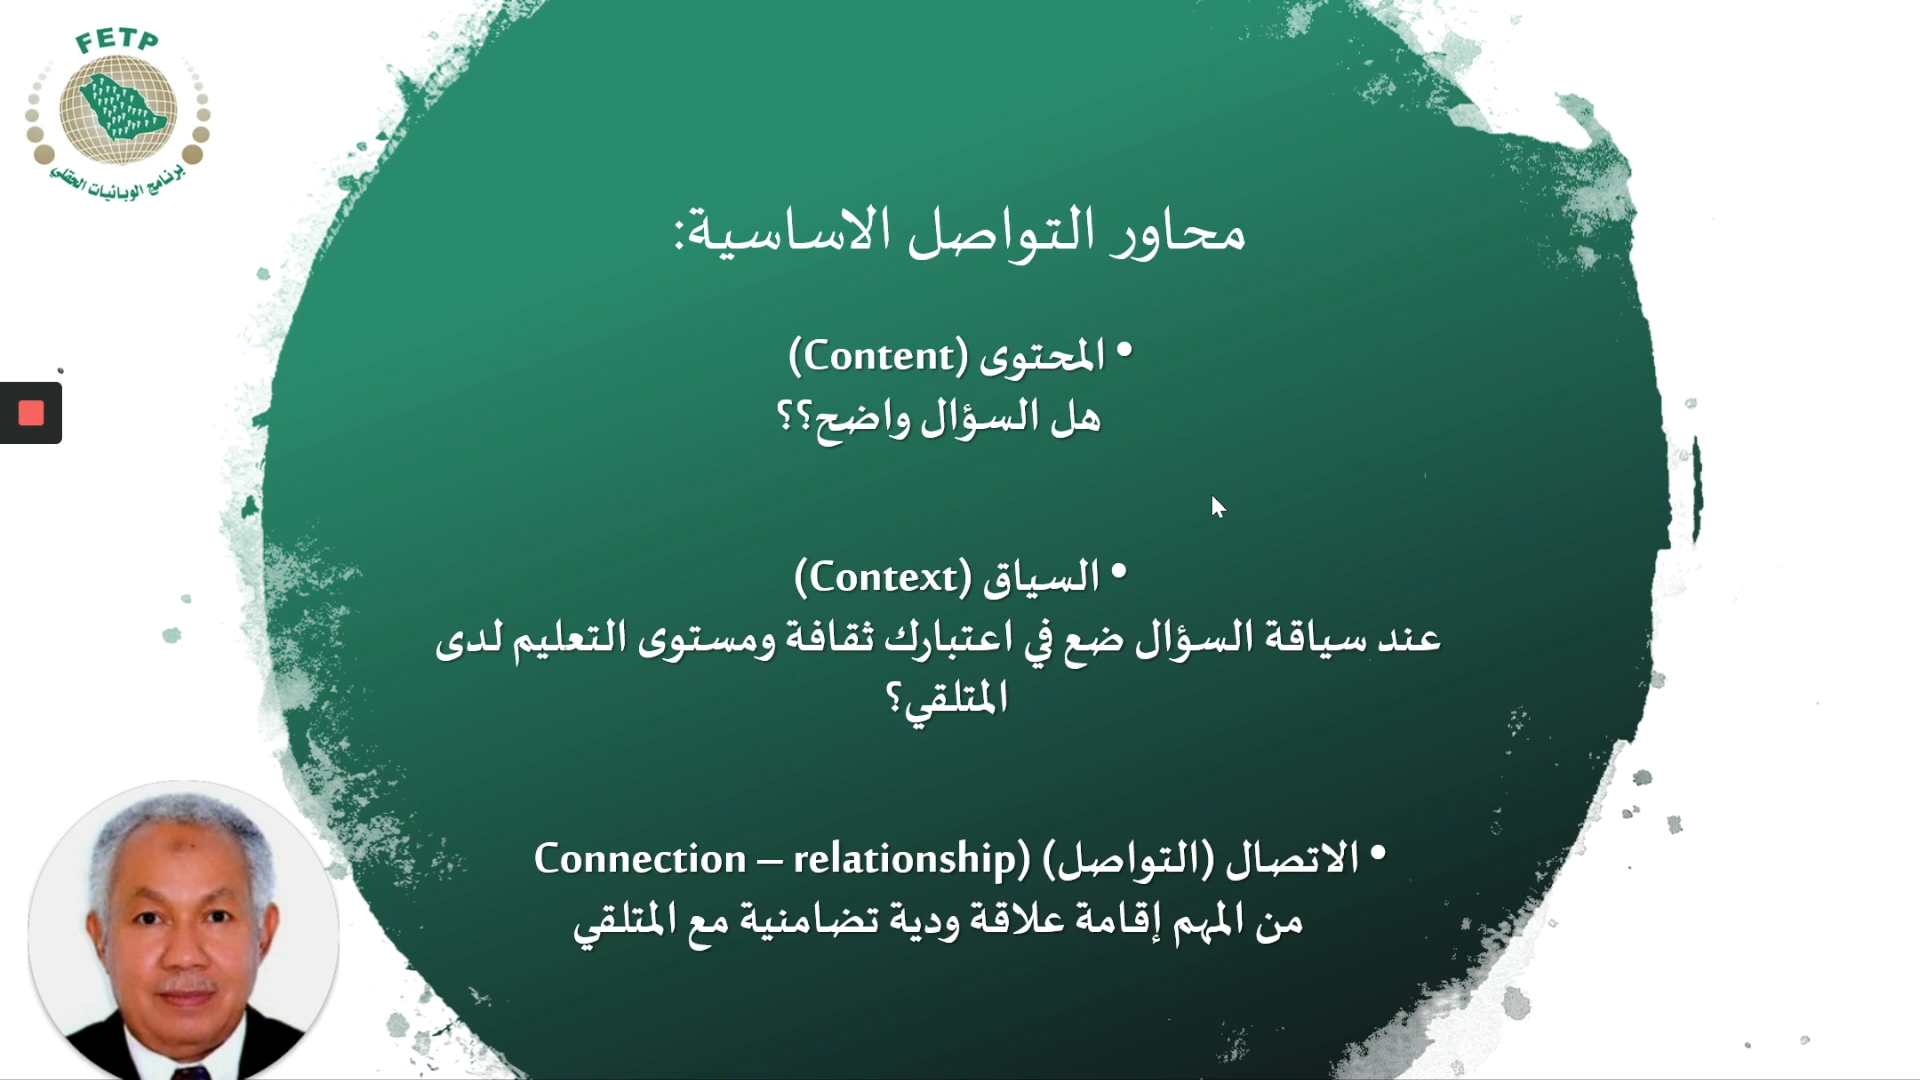 FETP
برنامج الوبائيات الحقلي
محاور التواصل الاساسية:
• المحتوى (Content)
هل السؤال واضح؟؟
• السياق (Context)
عند سياقة السؤال ضع في اعتبارك ثقافة ومستوى التعليم لدى
المتلقي؟
• الاتصال (التواصل) (Connection – relationship
من المهم إقامة علاقة ودية تضامنية مع المتلقي